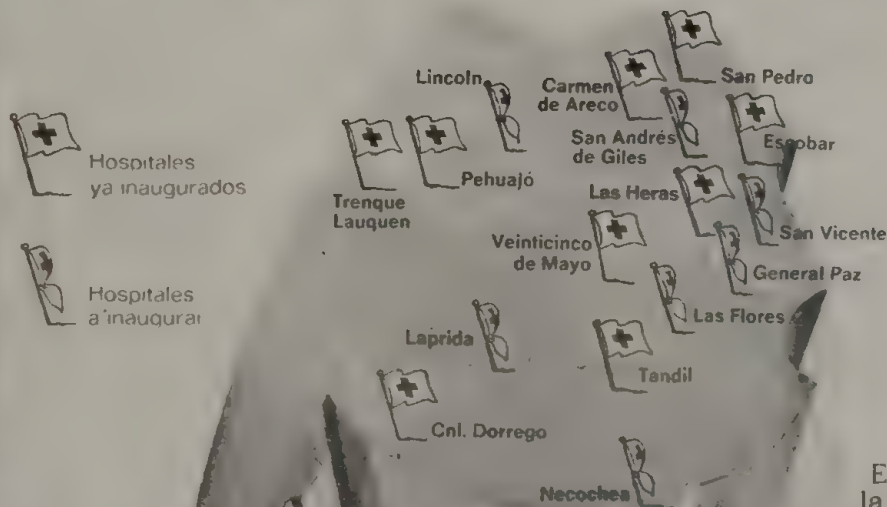 Hospitales
ya inaugurados
Hospitales
a inaugurar
Lincoln
Carmen
de Areco
San Pedro
San Andrés
de Giles
Escobar
Trenque
Lauquen
Pehuajó
Las Heras
San Vicente
Veinticinco
de Mayo
General Paz
Las Flores
Laprida
Tandil
Cnl. Dorrego
Necochea
E
la